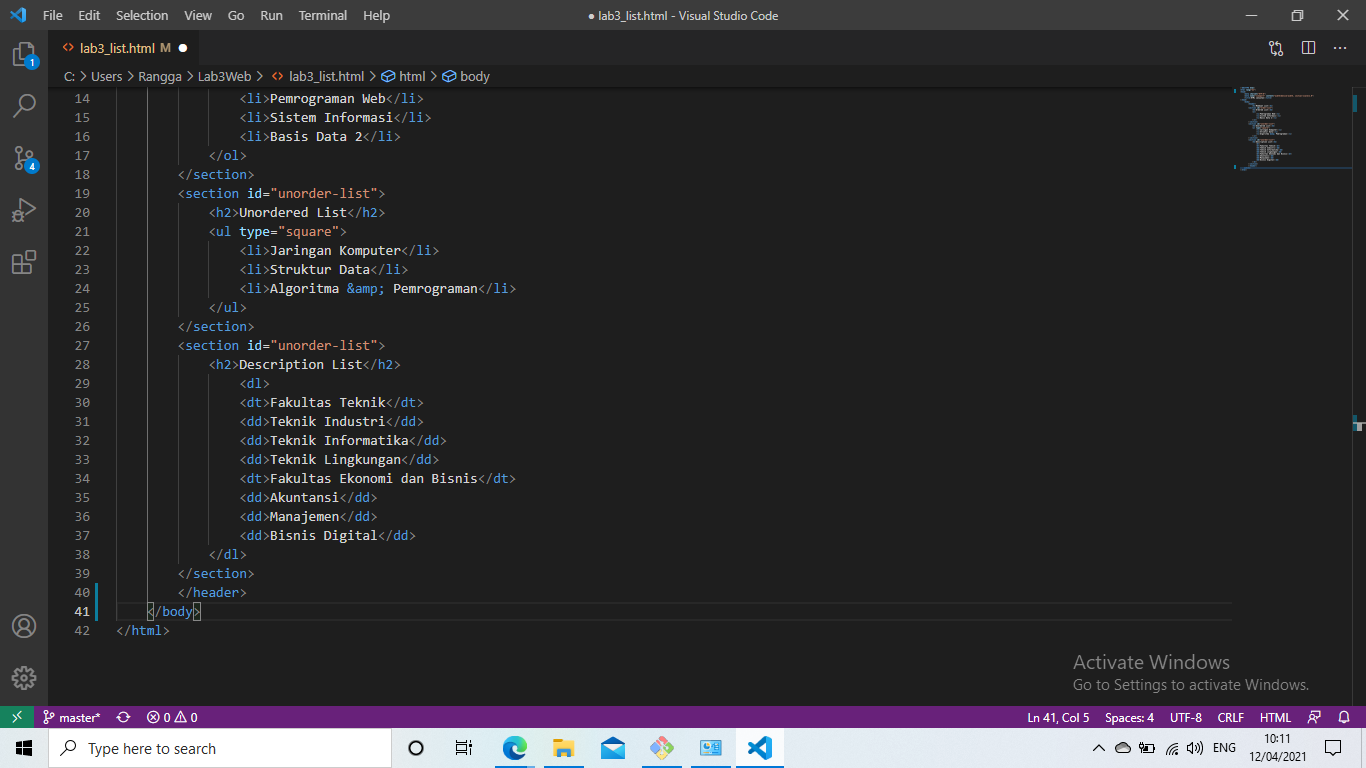 File Edit Selection View Go Run Terminal Help ● lab3_list.html - Visual Studio Code
<> lab3_list.html M ●
C: > Users > Rangga > Lab3Web > <> lab3_list.html > html > body
14 <li>Pemrograman Web</li>
15 <li>Sistem Informasi</li>
16 <li>Basis Data 2</li>
17 </ol>
18 </section>
19 <section id="unorder-list">
20 <h2>Unordered List</h2>
21 <ul type="square">
22 <li>Jaringan Komputer</li>
23 <li>Struktur Data</li>
24 <li>Algoritma &amp; Pemrograman</li>
25 </ul>
26 </section>
27 <section id="unorder-list">
28 <h2>Description List</h2>
29 <dl>
30 <dt>Fakultas Teknik</dt>
31 <dd>Teknik Industri</dd>
32 <dd>Teknik Informatika</dd>
33 <dd>Teknik Lingkungan</dd>
34 <dt>Fakultas Ekonomi dan Bisnis</dt>
35 <dd>Akuntansi</dd>
36 <dd>Manajemen</dd>
37 <dd>Bisnis Digital</dd>
38 </dl>
39 </section>
40 </header>
41 </body>
42 </html>
1
4
Activate Windows
Go to Settings to activate Windows.
master* 0 0 Ln 41, Col 5 Spaces: 4 UTF-8 CRLF HTML
Type here to search ENG
10:11
12/04/2021